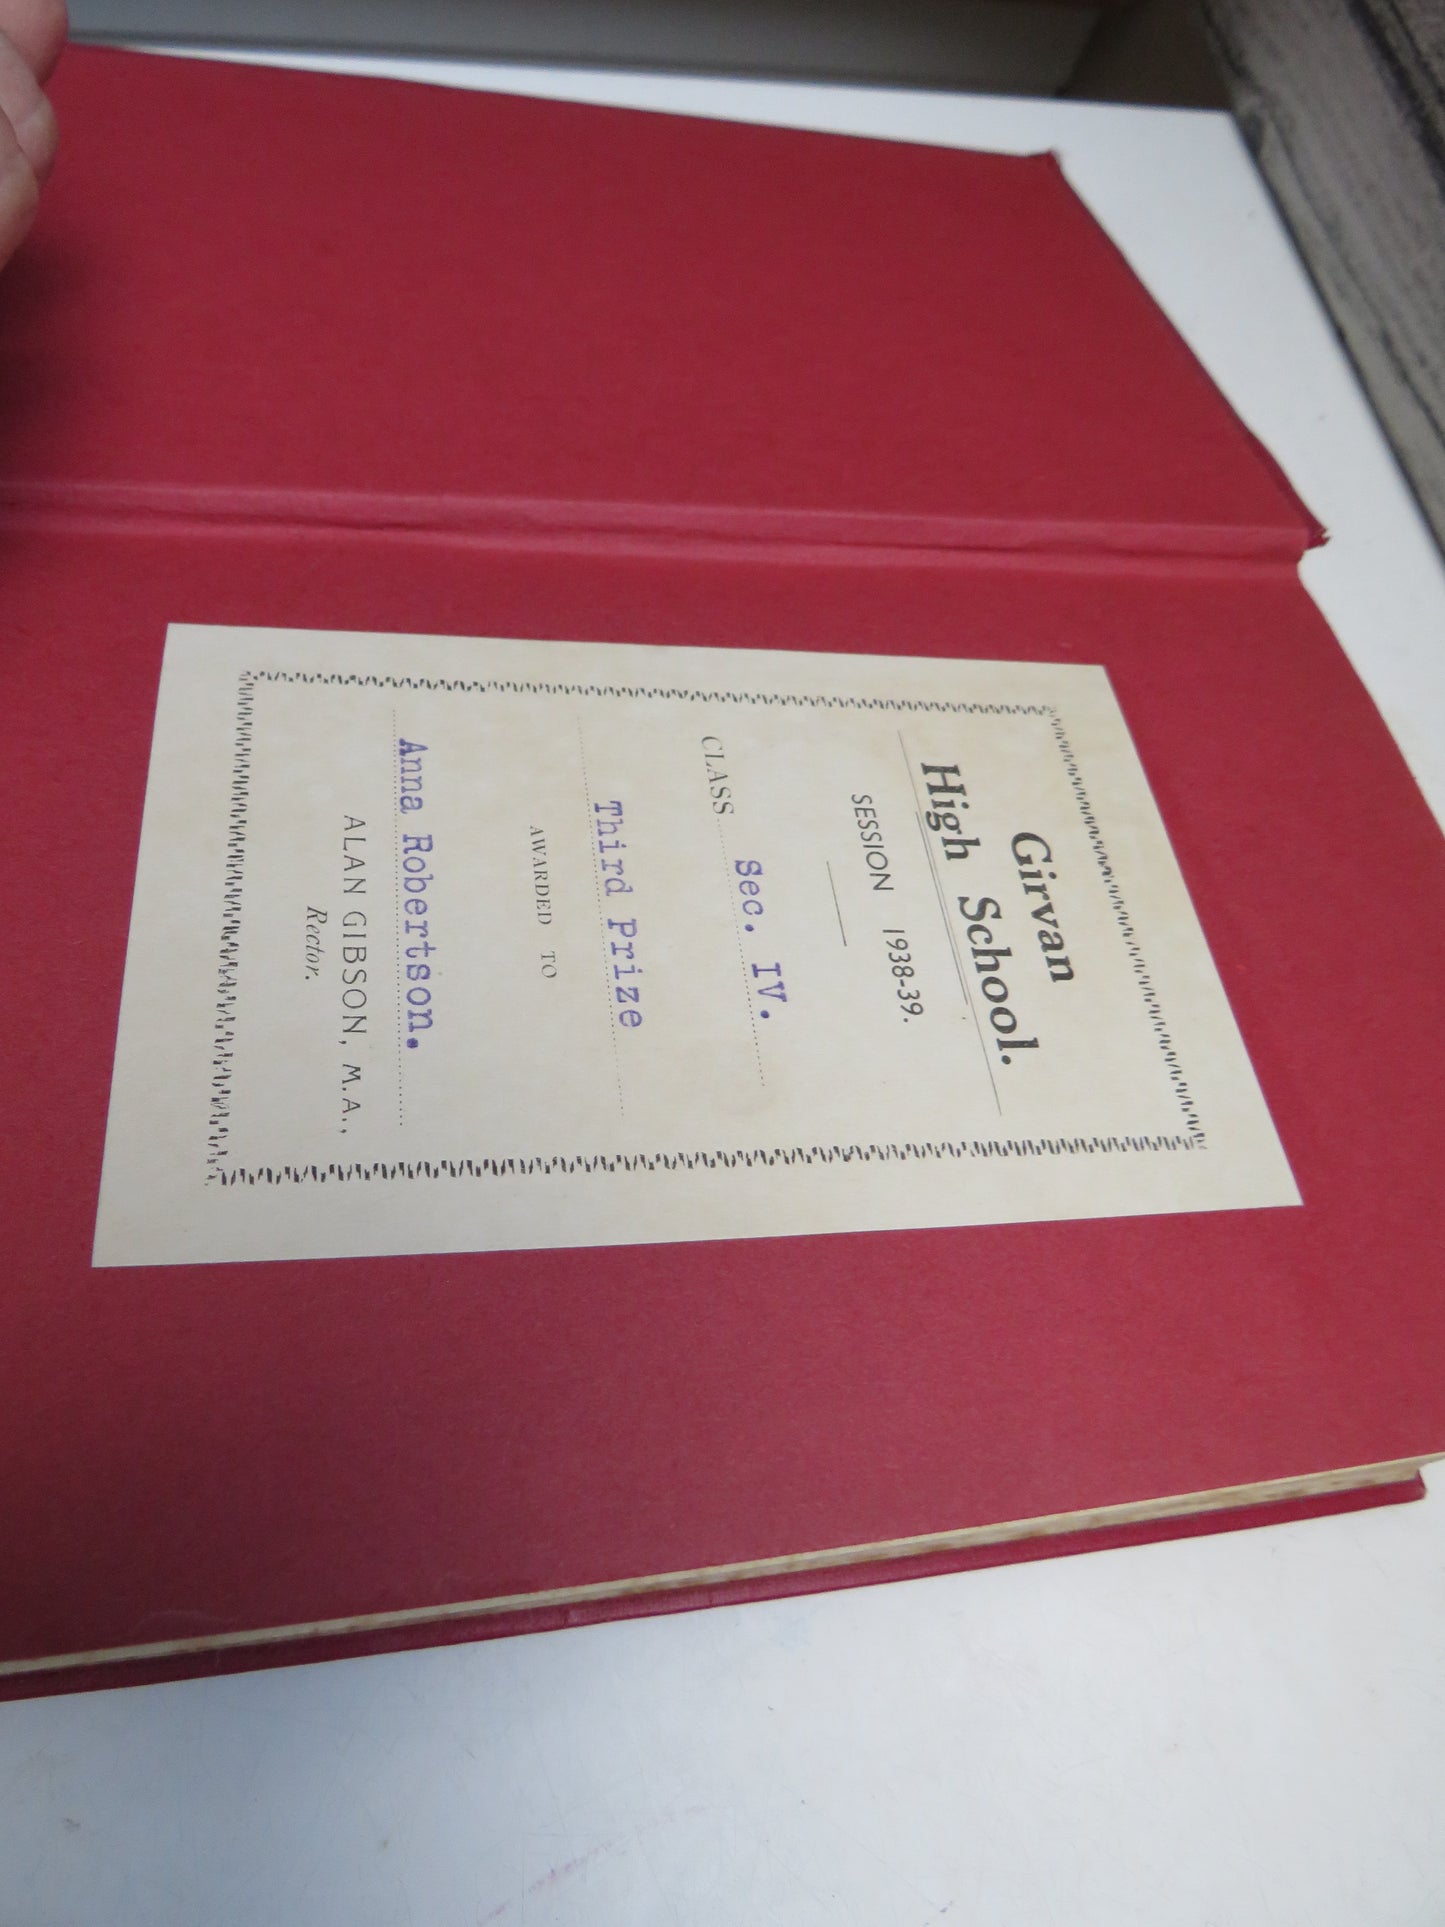 Girvan
High School.
SESSION 1938-39.
CLASS Sec. IV.
Third Prize
AWARDED TO
Anna Robertson.
ALAN GIBSON, M.A.,
Rector.